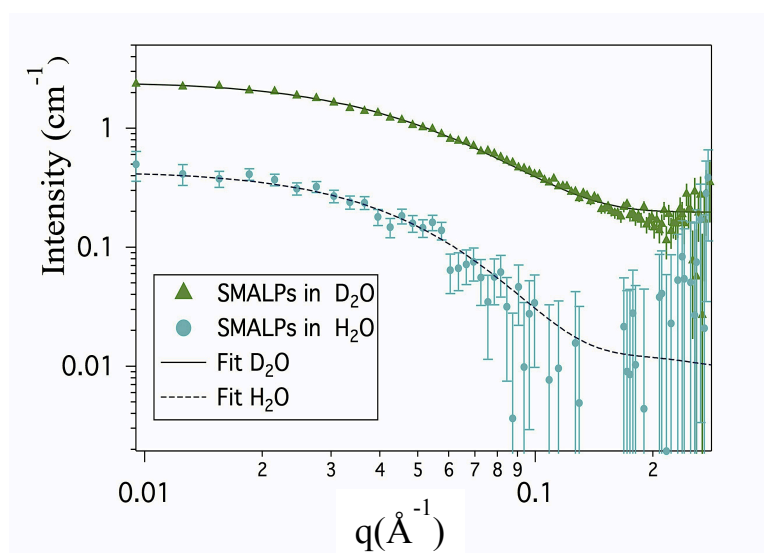 Intensity (cm⁻¹)
1
0.1
0.01
SMALPs in D₂O
SMALPs in H₂O
Fit D₂O
Fit H₂O
2 3 4 5 6 7 8 9 2
0.01 0.1
q(Å⁻¹)